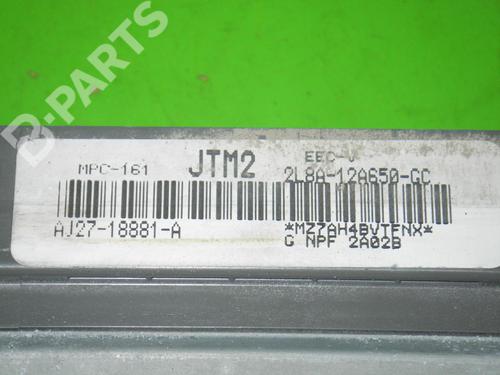 B-PARTS
MPC-161 JTM2 EEC-V
2L8A-12A650-GC
AJ27-18881-A *MZ7AH4BVTFNX*
G NPF 2A02B